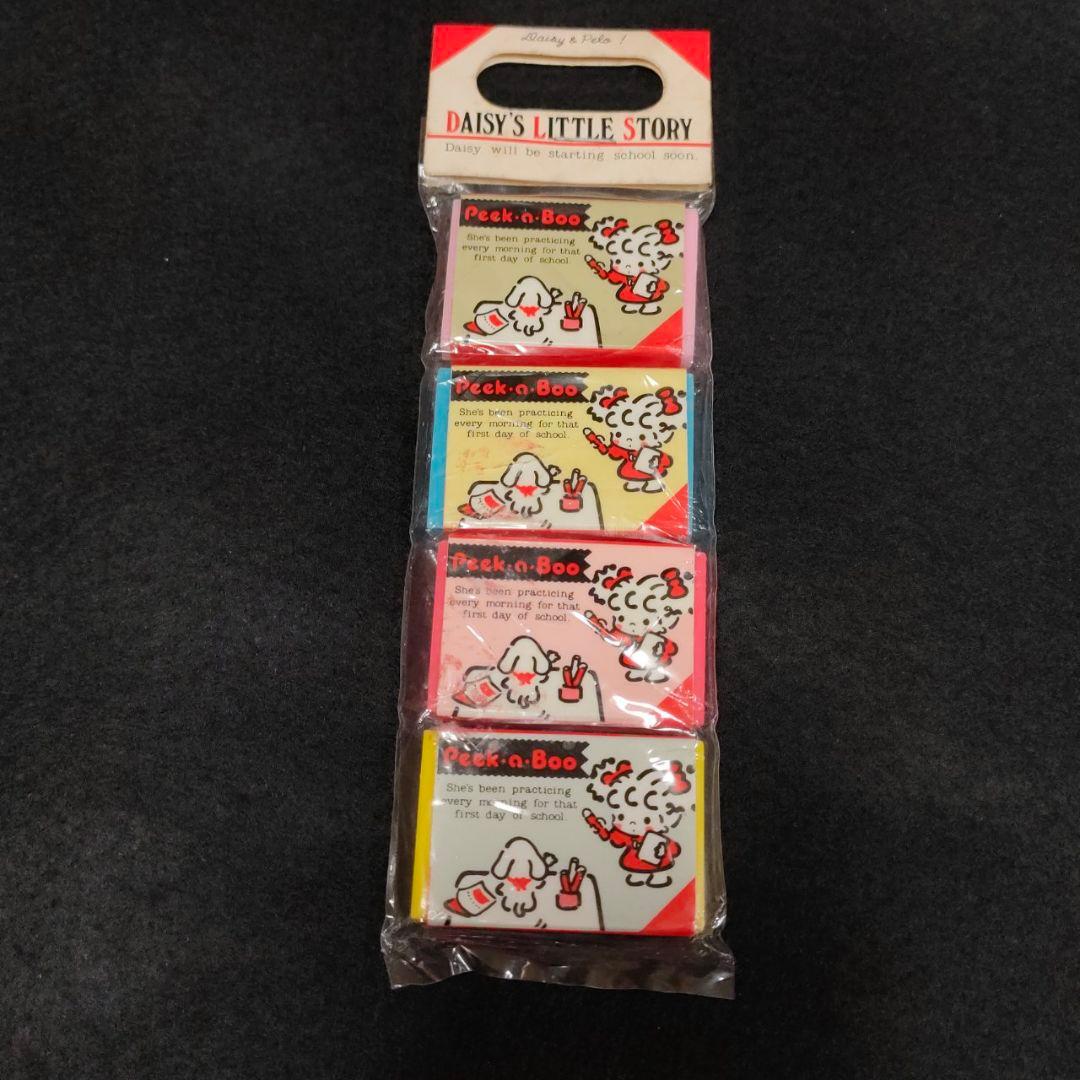 Daisy & Pelo !
DAISY'S LITTLE STORY
Daisy will be starting school soon.
Peek-a-Boo
She's been practicing
every morning for that
first day of school.
Peek-a-Boo
She's been practicing
every morning for that
first day of school.
Peek-a-Boo
She's been practicing
every morning for that
first day of school.
Peek-a-Boo
She's been practicing
every morning for that
first day of school.